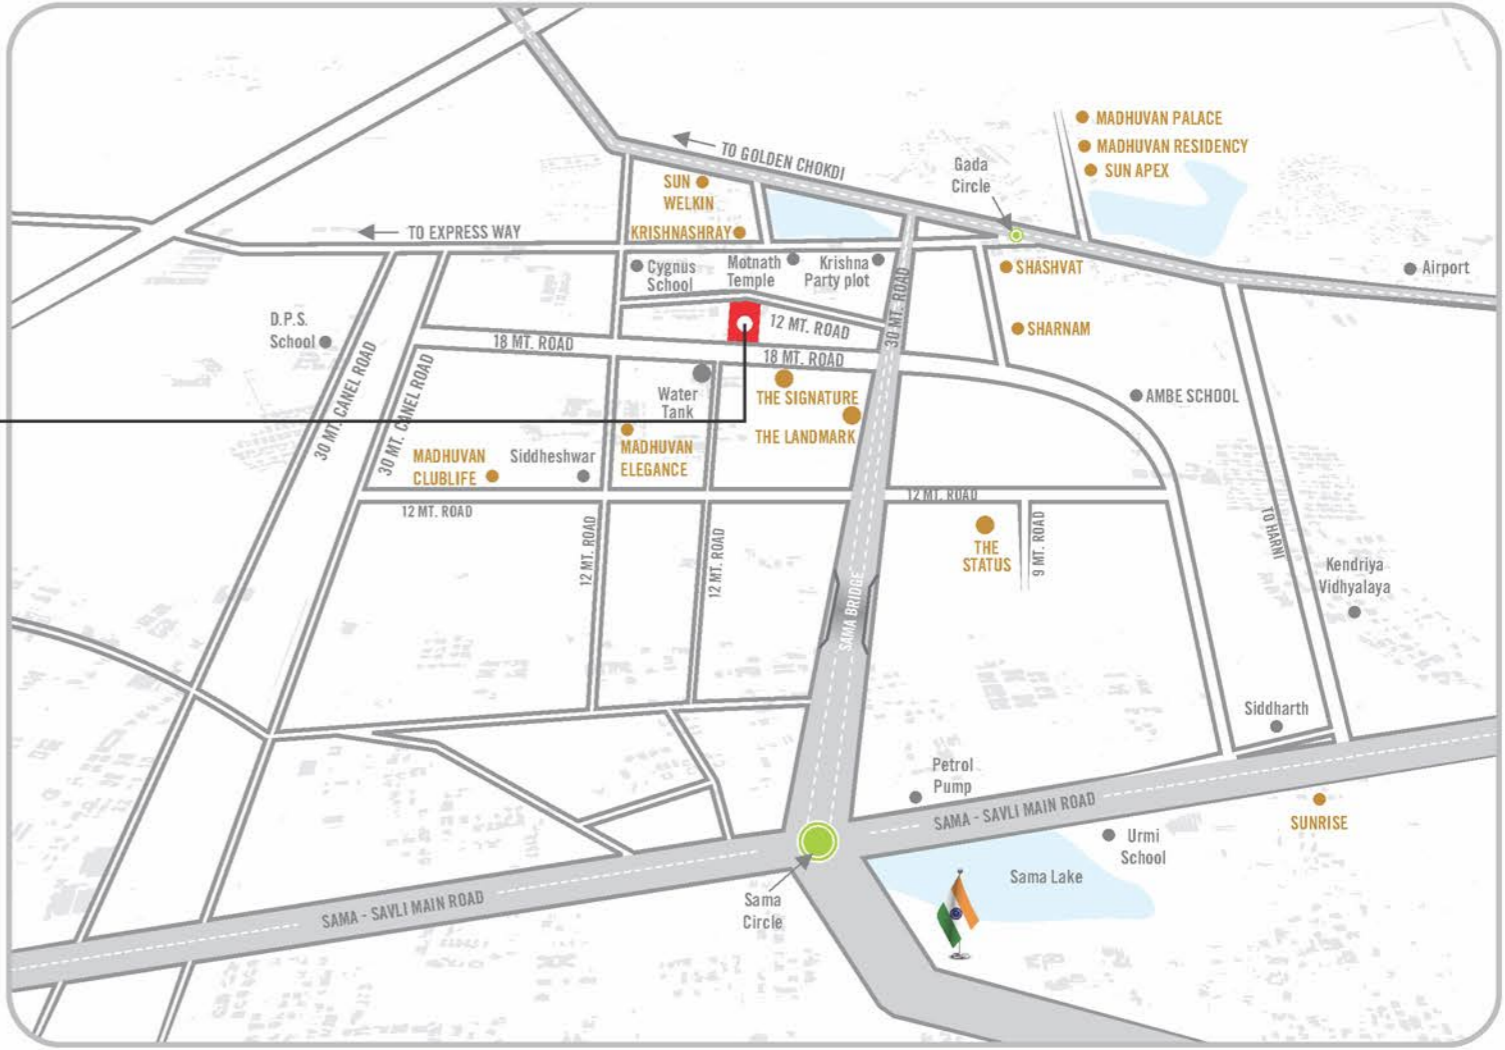 MADHUVAN PALACE
MADHUVAN RESIDENCY
SUN APEX
TO GOLDEN CHOKDI
Gada
Circle
SUN
WELKIN
KRISHNASHRAY
TO EXPRESS WAY
Cygnus
School
Motnath
Temple
Krishna
Party plot
SHASHVAT
Airport
30 MT. ROAD
D.P.S.
School
12 MT. ROAD
SHARNAM
18 MT. ROAD
18 MT. ROAD
30 MT. CANEL ROAD
30 MT. CANEL ROAD
Water
Tank
THE SIGNATURE
AMBE SCHOOL
THE LANDMARK
MADHUVAN
ELEGANCE
MADHUVAN
CLUBLIFE
Siddheshwar
12 MT. ROAD
12 MT. ROAD
12 MT. ROAD
12 MT. ROAD
THE
STATUS
9 MT. ROAD
TO HARNI
Kendriya
Vidhyalaya
SAMA BRIDGE
Siddharth
Petrol
Pump
SAMA - SAVLI MAIN ROAD
SUNRISE
Urmi
School
Sama Lake
SAMA - SAVLI MAIN ROAD
Sama
Circle